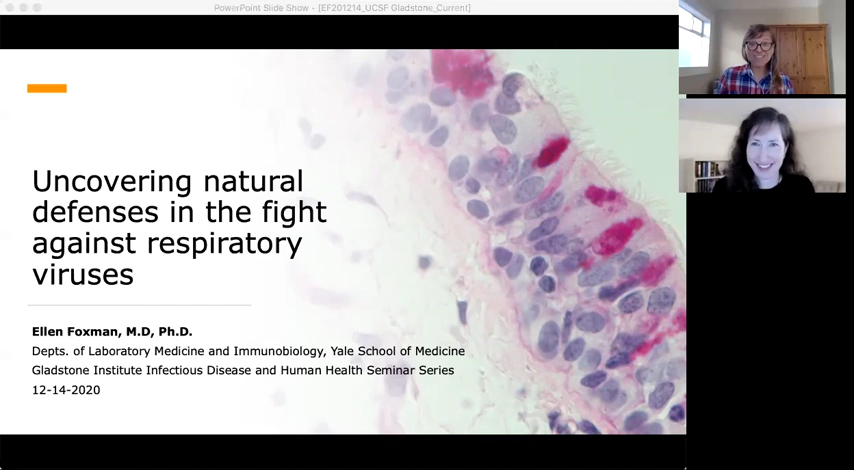 PowerPoint Slide Show - [EF201214_UCSF Gladstone_Current]
Uncovering natural
defenses in the fight
against respiratory
viruses
Ellen Foxman, M.D, Ph.D.
Depts. of Laboratory Medicine and Immunobiology, Yale School of Medicine
Gladstone Institute Infectious Disease and Human Health Seminar Series
12-14-2020